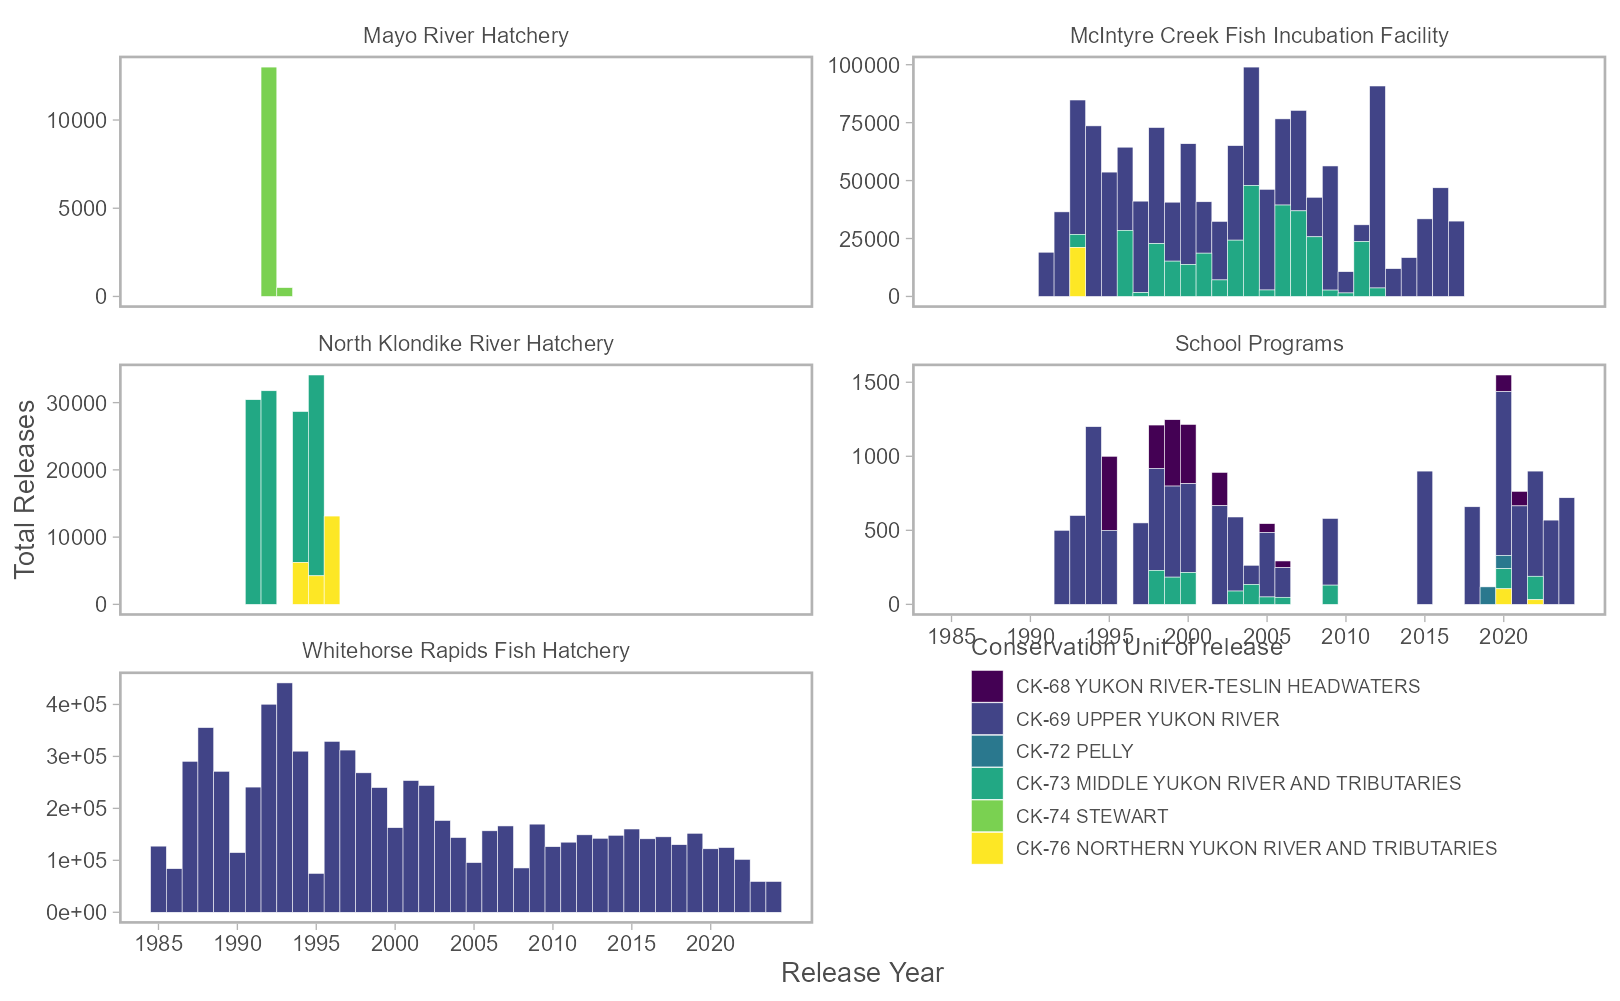 Mayo River Hatchery
McIntyre Creek Fish Incubation Facility
10000
5000
0
100000
75000
50000
25000
0
North Klondike River Hatchery
School Programs
30000
20000
10000
0
1500
1000
500
0
1985 1990 1995 2000 2005 2010 2015 2020
Total Releases
Whitehorse Rapids Fish Hatchery
4e+05
3e+05
2e+05
1e+05
0e+00
1985 1990 1995 2000 2005 2010 2015 2020
Release Year
Conservation Unit of release
CK-68 YUKON RIVER-TESLIN HEADWATERS
CK-69 UPPER YUKON RIVER
CK-72 PELLY
CK-73 MIDDLE YUKON RIVER AND TRIBUTARIES
CK-74 STEWART
CK-76 NORTHERN YUKON RIVER AND TRIBUTARIES